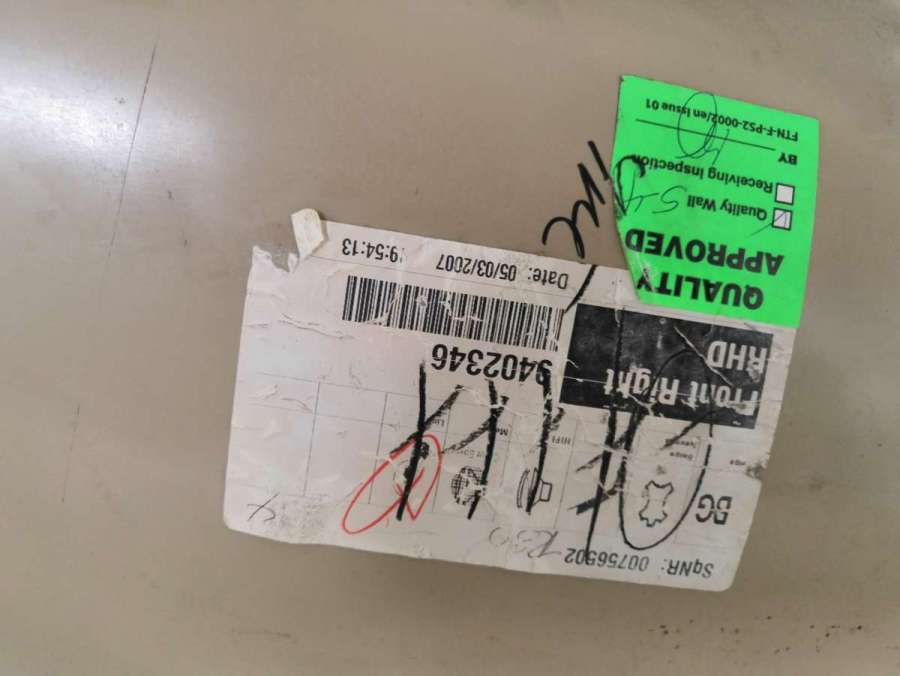 SqNR: 00756502
BG
9402346
Front Right
RHD
Date: 05/03/2007 19:54:13
QUALITY
APPROVED
Quality Wall
Receiving Inspection
BY
FTN-F-PS2-0002/en Issue 01